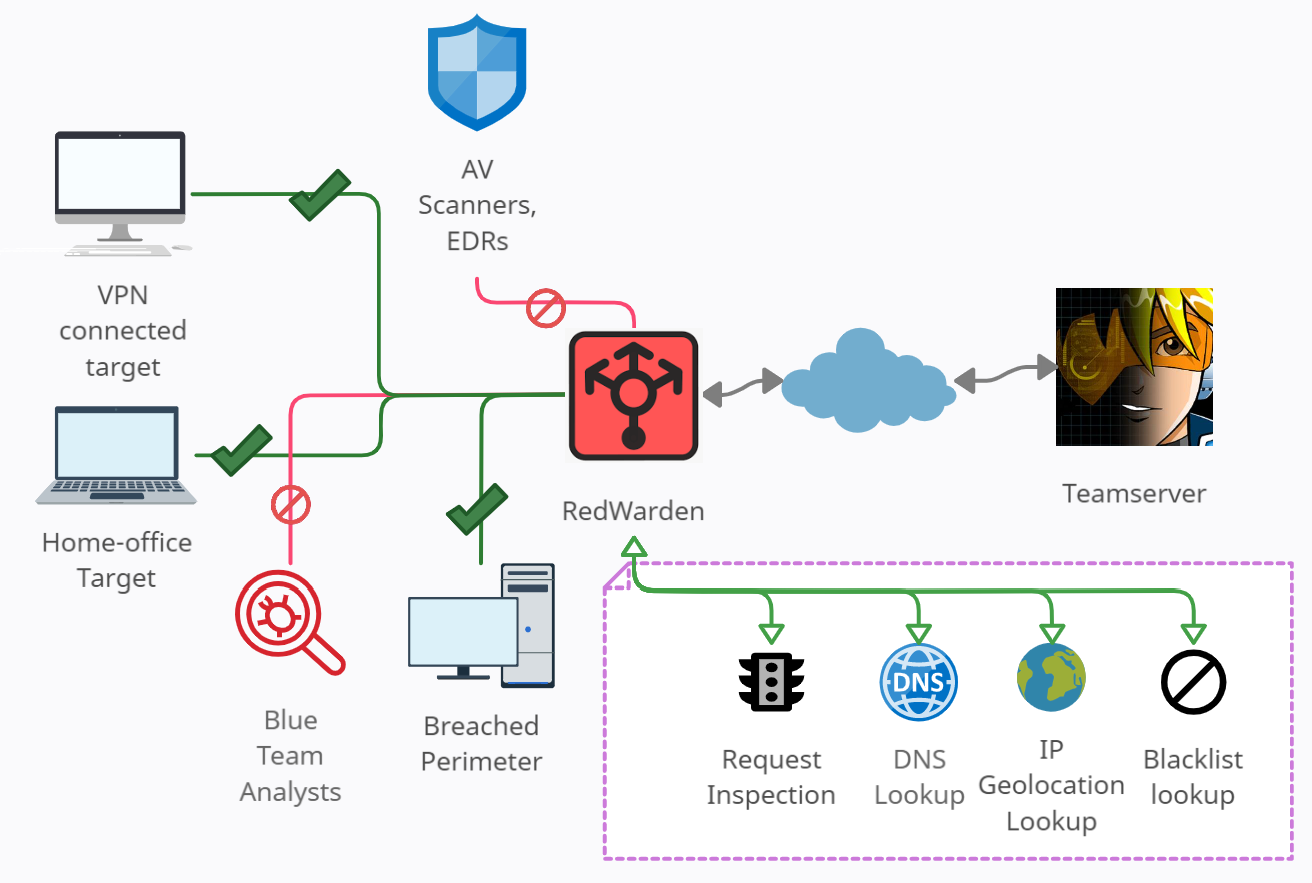 AV
Scanners,
EDRs
VPN
connected
target
Home-office
Target
RedWarden
Teamserver
Blue
Team
Analysts
Breached
Perimeter
DNS
Request
Inspection
DNS
Lookup
IP
Geolocation
Lookup
Blacklist
lookup